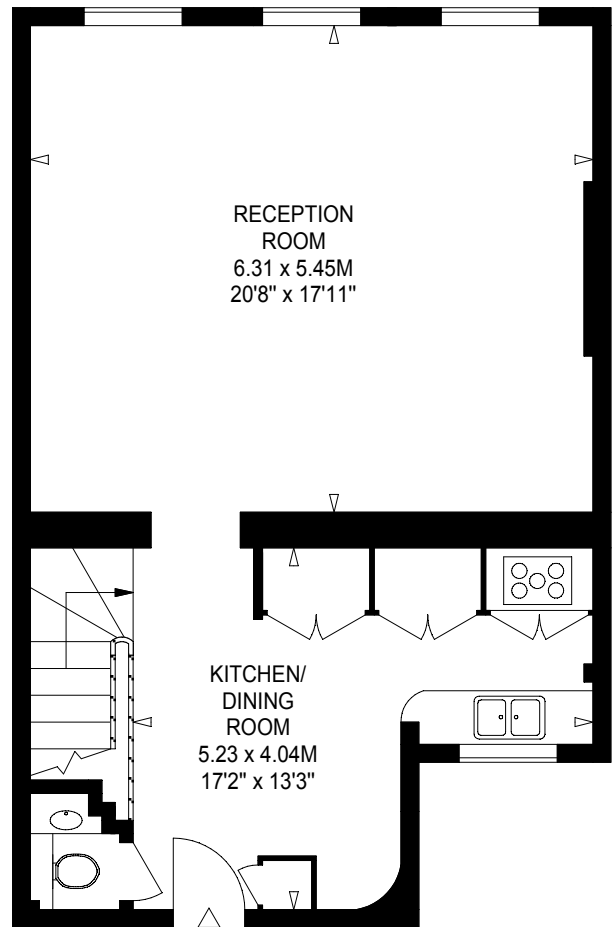 RECEPTION
ROOM
6.31 x 5.45M
20'8" x 17'11"
KITCHEN/
DINING
ROOM
5.23 x 4.04M
17'2" x 13'3"